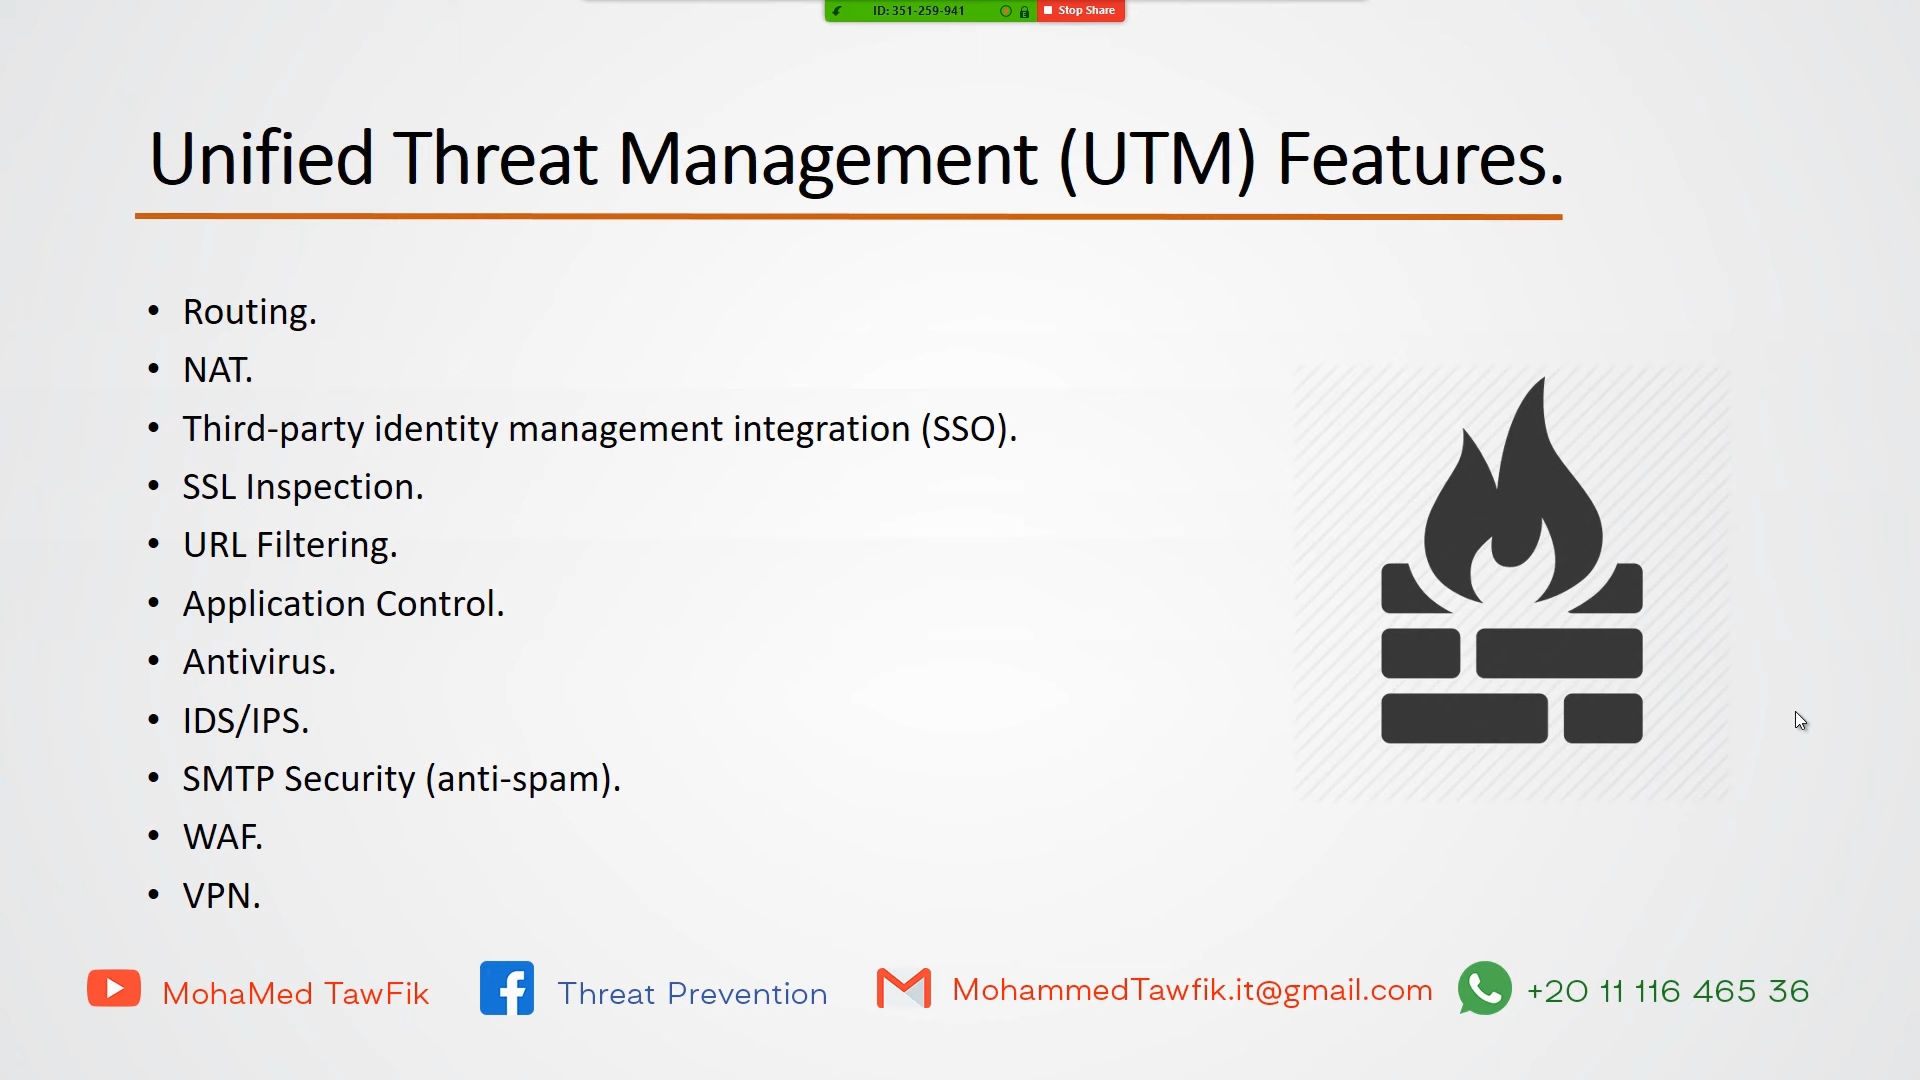 ID: 351-259-941
Stop Share
Unified Threat Management (UTM) Features.
• Routing.
• NAT.
• Third-party identity management integration (SSO).
• SSL Inspection.
• URL Filtering.
• Application Control.
• Antivirus.
• IDS/IPS.
• SMTP Security (anti-spam).
• WAF.
• VPN.
MohaMed TawFik
Threat Prevention
MohammedTawfik.it@gmail.com
+20 11 116 465 36